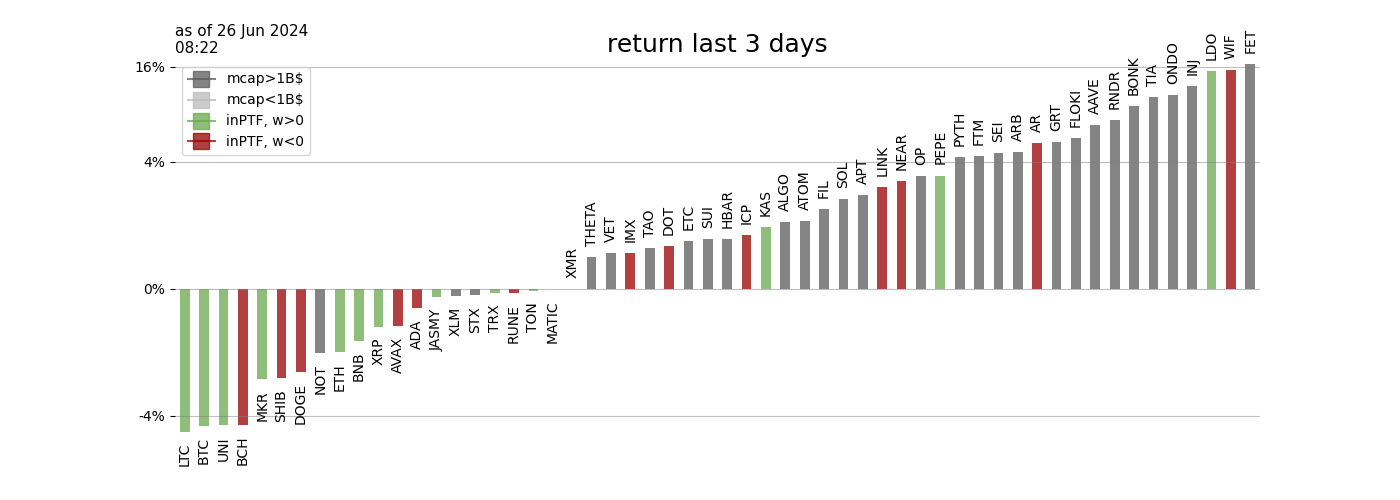 as of 26 Jun 2024
08:22
return last 3 days
16%
4%
0%
-4%
mcap>1B$
mcap<1B$
inPTF, w>0
inPTF, w<0
LTC
BTC
UNI
BCH
MKR
SHIB
DOGE
NOT
ETH
BNB
XRP
AVAX
ADA
JASMY
XLM
STX
TRX
RUNE
TON
MATIC
XMR
THETA
VET
IMX
TAO
DOT
ETC
SUI
HBAR
ICP
KAS
ALGO
ATOM
FIL
SOL
APT
LINK
NEAR
OP
PEPE
PYTH
FTM
SEI
ARB
AR
GRT
FLOKI
AAVE
RNDR
BONK
TIA
ONDO
INJ
LDO
WIF
FET